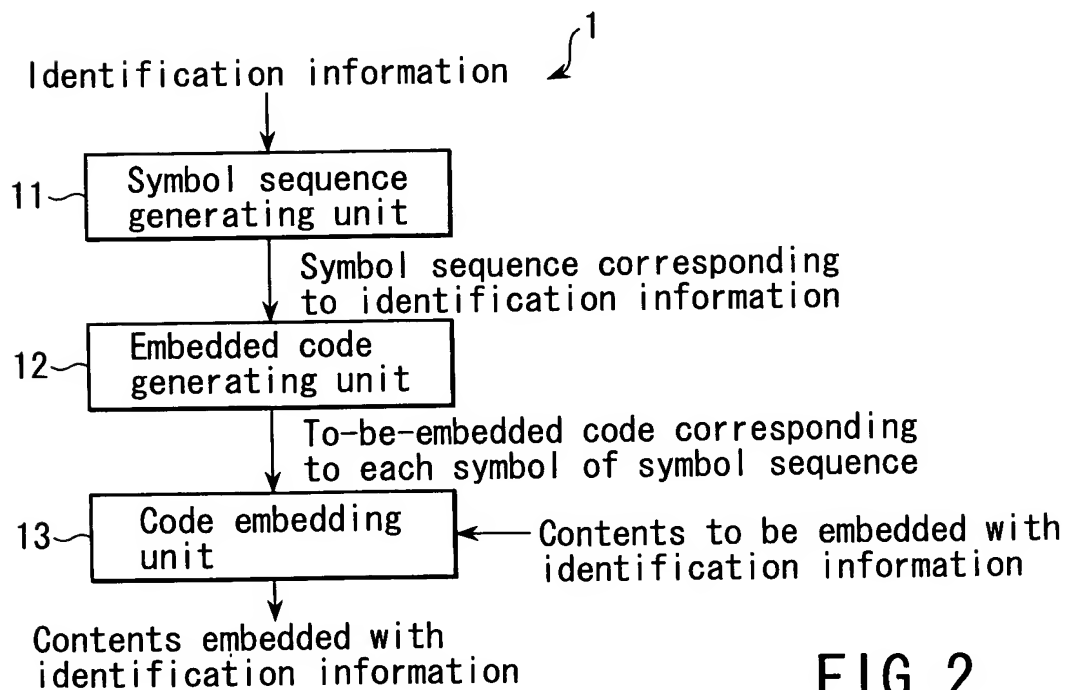 1
Identification information
11
Symbol sequence
generating unit
Symbol sequence corresponding
to identification information
12
Embedded code
generating unit
To-be-embedded code corresponding
to each symbol of symbol sequence
13
Code embedding
unit
Contents to be embedded with
identification information
Contents embedded with
identification information
FIG. 2